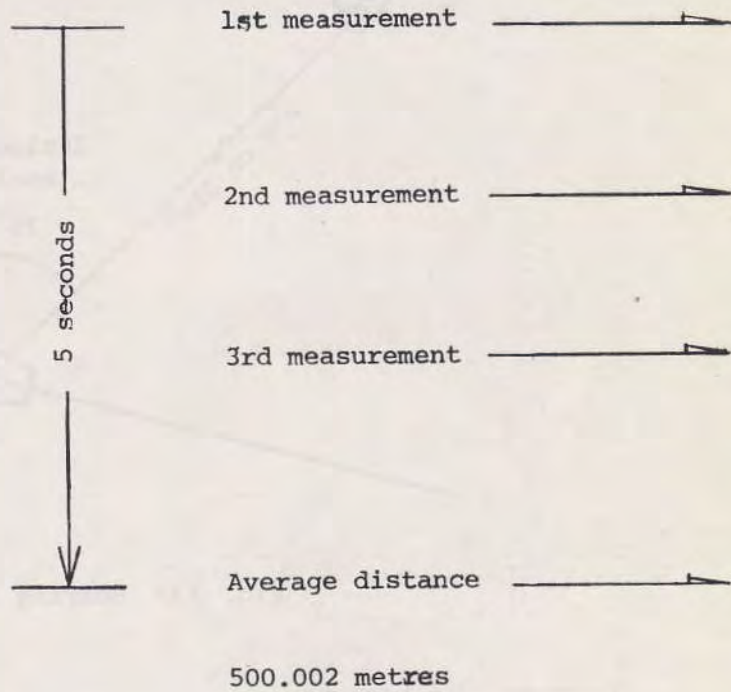 1st measurement
2nd measurement
5 seconds
3rd measurement
Average distance
500.002 metres